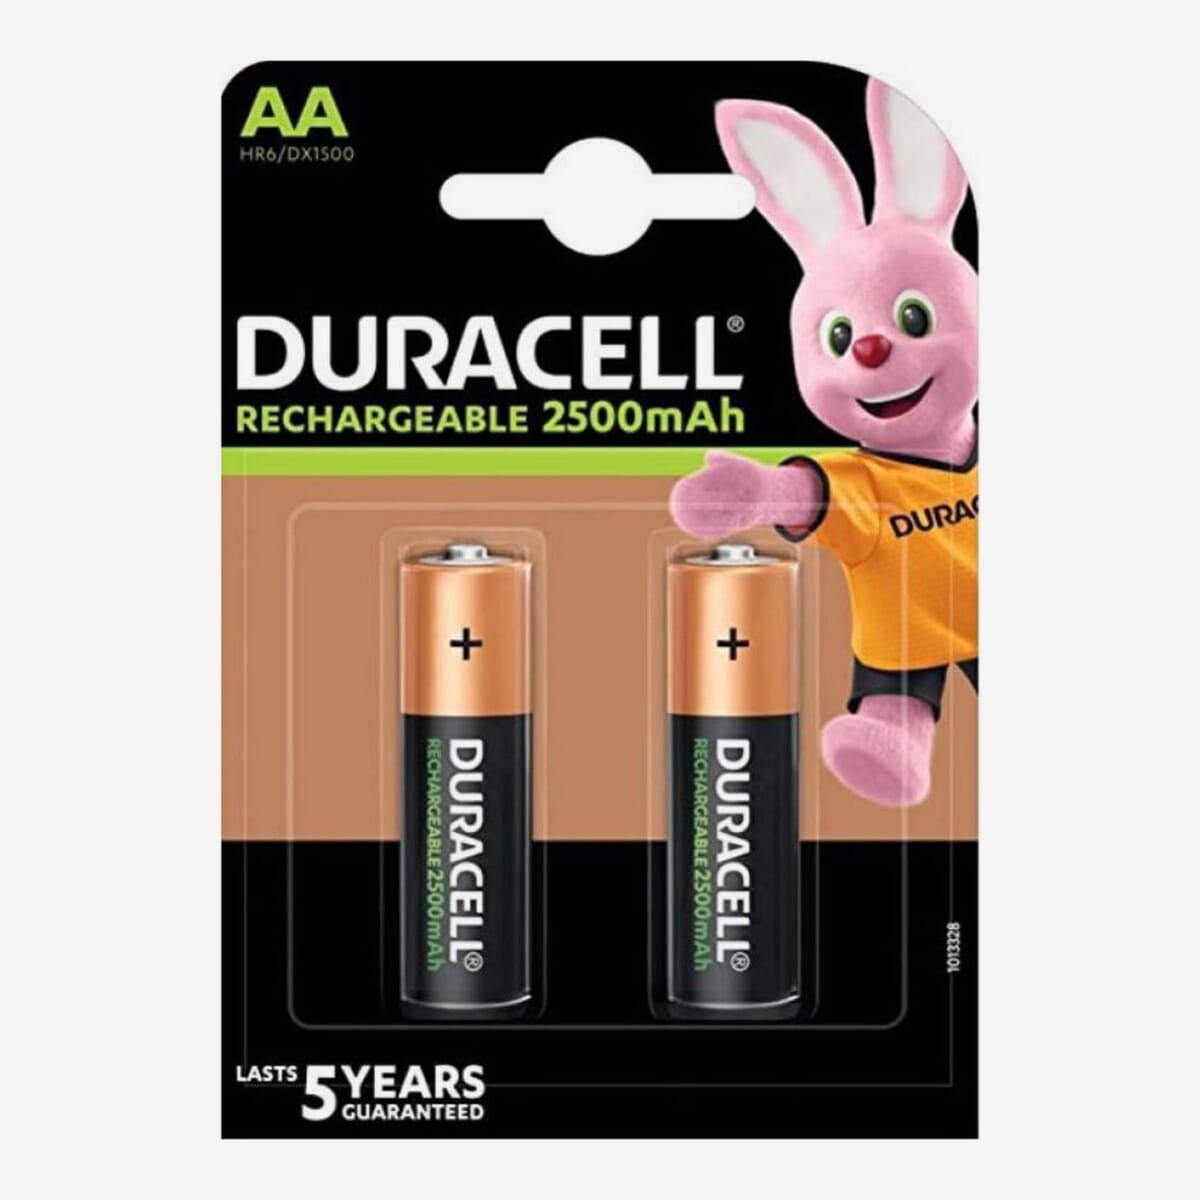 AA
HR6/DX1500
DURACELL®
RECHARGEABLE 2500mAh
DURAC
DURACELL®
RECHARGEABLE 2500mAh
DURACELL®
RECHARGEABLE 2500mAh
1013328
LASTS 5 YEARS
GUARANTEED